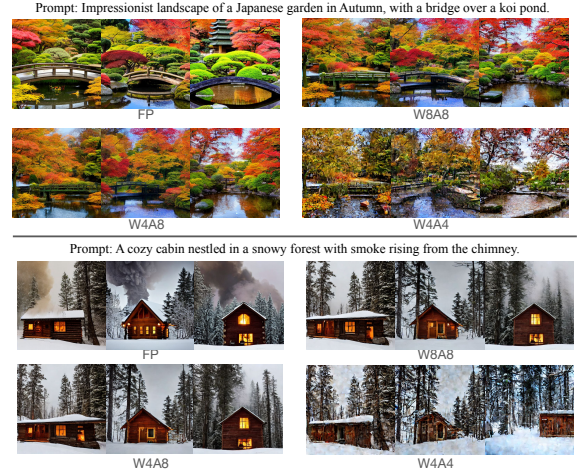 Prompt: Impressionist landscape of a Japanese garden in Autumn, with a bridge over a koi pond.
FP
W8A8
W4A8
W4A4
Prompt: A cozy cabin nestled in a snowy forest with smoke rising from the chimney.
FP
W8A8
W4A8
W4A4